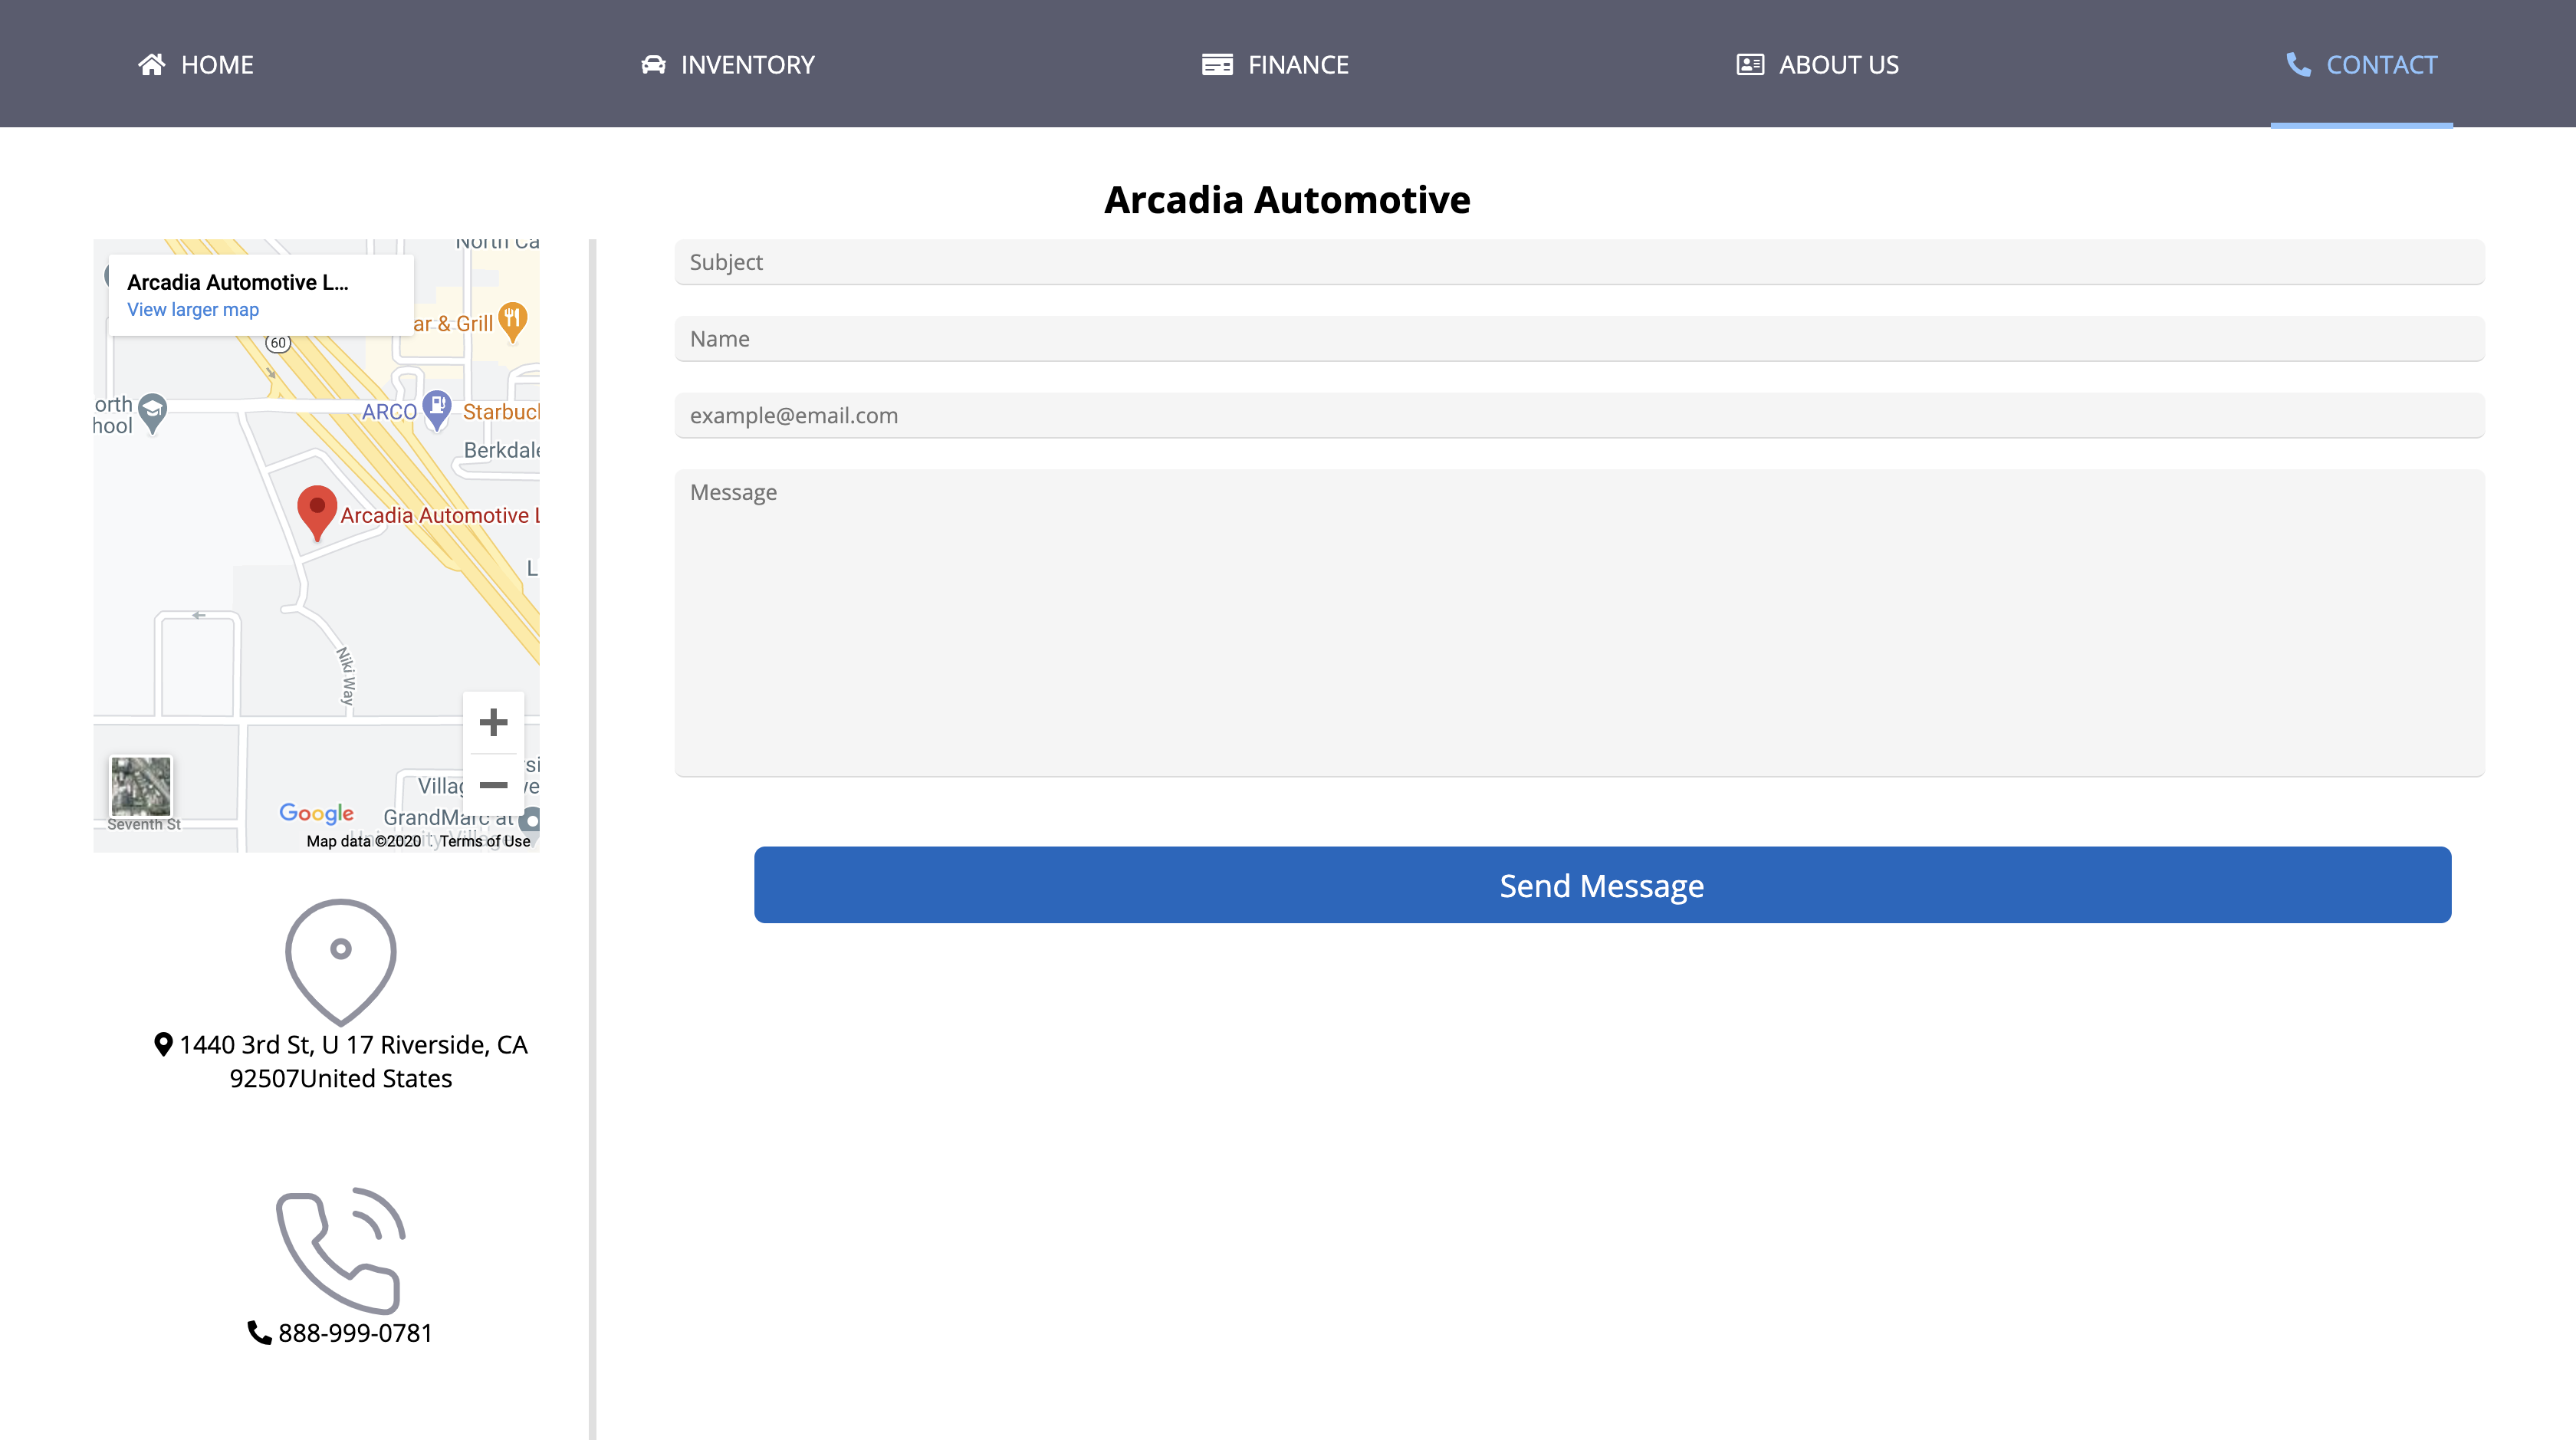 HOME
INVENTORY
FINANCE
ABOUT US
CONTACT
Arcadia Automotive
Arcadia Automotive L...
View larger map
North Ca
ar & Grill
60
orth
hool
ARCO
Starbuc
Berkdale
Arcadia Automotive L
L
Niki Way
Villag
si
ve
GrandMarc at
Seventh St
Google
Map data ©2020
Terms of Use
1440 3rd St, U 17 Riverside, CA
92507United States
888-999-0781
Subject
Name
example@email.com
Message
Send Message